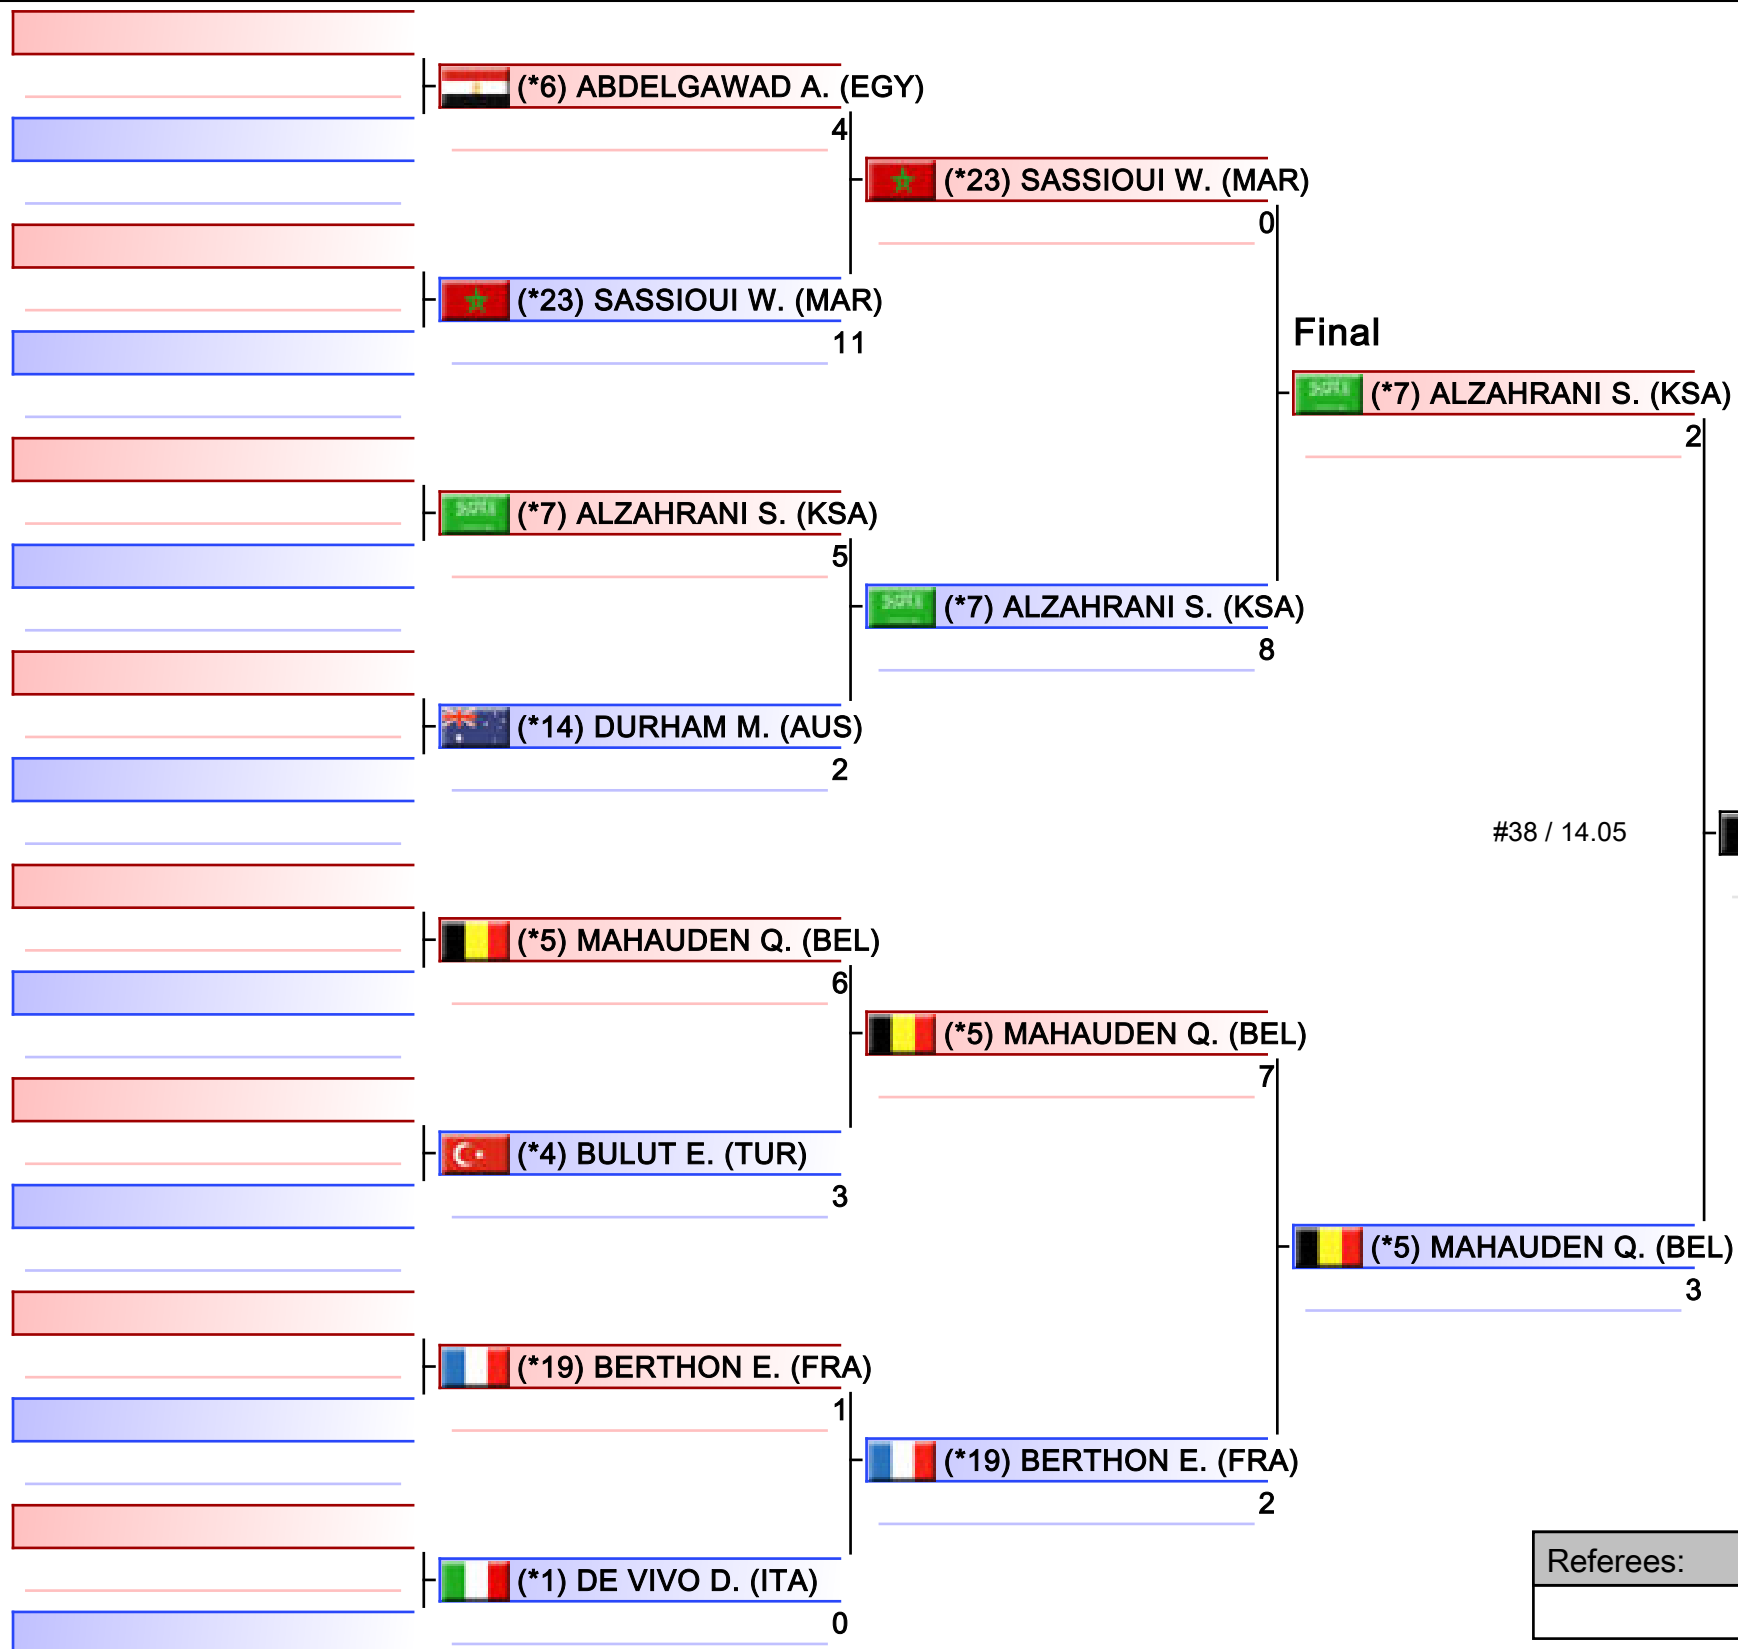 (*6) ABDELGAWAD A. (EGY)
4
(*23) SASSIOUI W. (MAR)
0
(*23) SASSIOUI W. (MAR)
11
Final
(*7) ALZAHRANI S. (KSA)
2
(*7) ALZAHRANI S. (KSA)
5
(*7) ALZAHRANI S. (KSA)
8
(*14) DURHAM M. (AUS)
2
#38 / 14.05
(*5) MAHAUDEN Q. (BEL)
6
(*5) MAHAUDEN Q. (BEL)
7
(*4) BULUT E. (TUR)
3
(*5) MAHAUDEN Q. (BEL)
3
(*19) BERTHON E. (FRA)
1
(*19) BERTHON E. (FRA)
2
(*1) DE VIVO D. (ITA)
0
Referees: